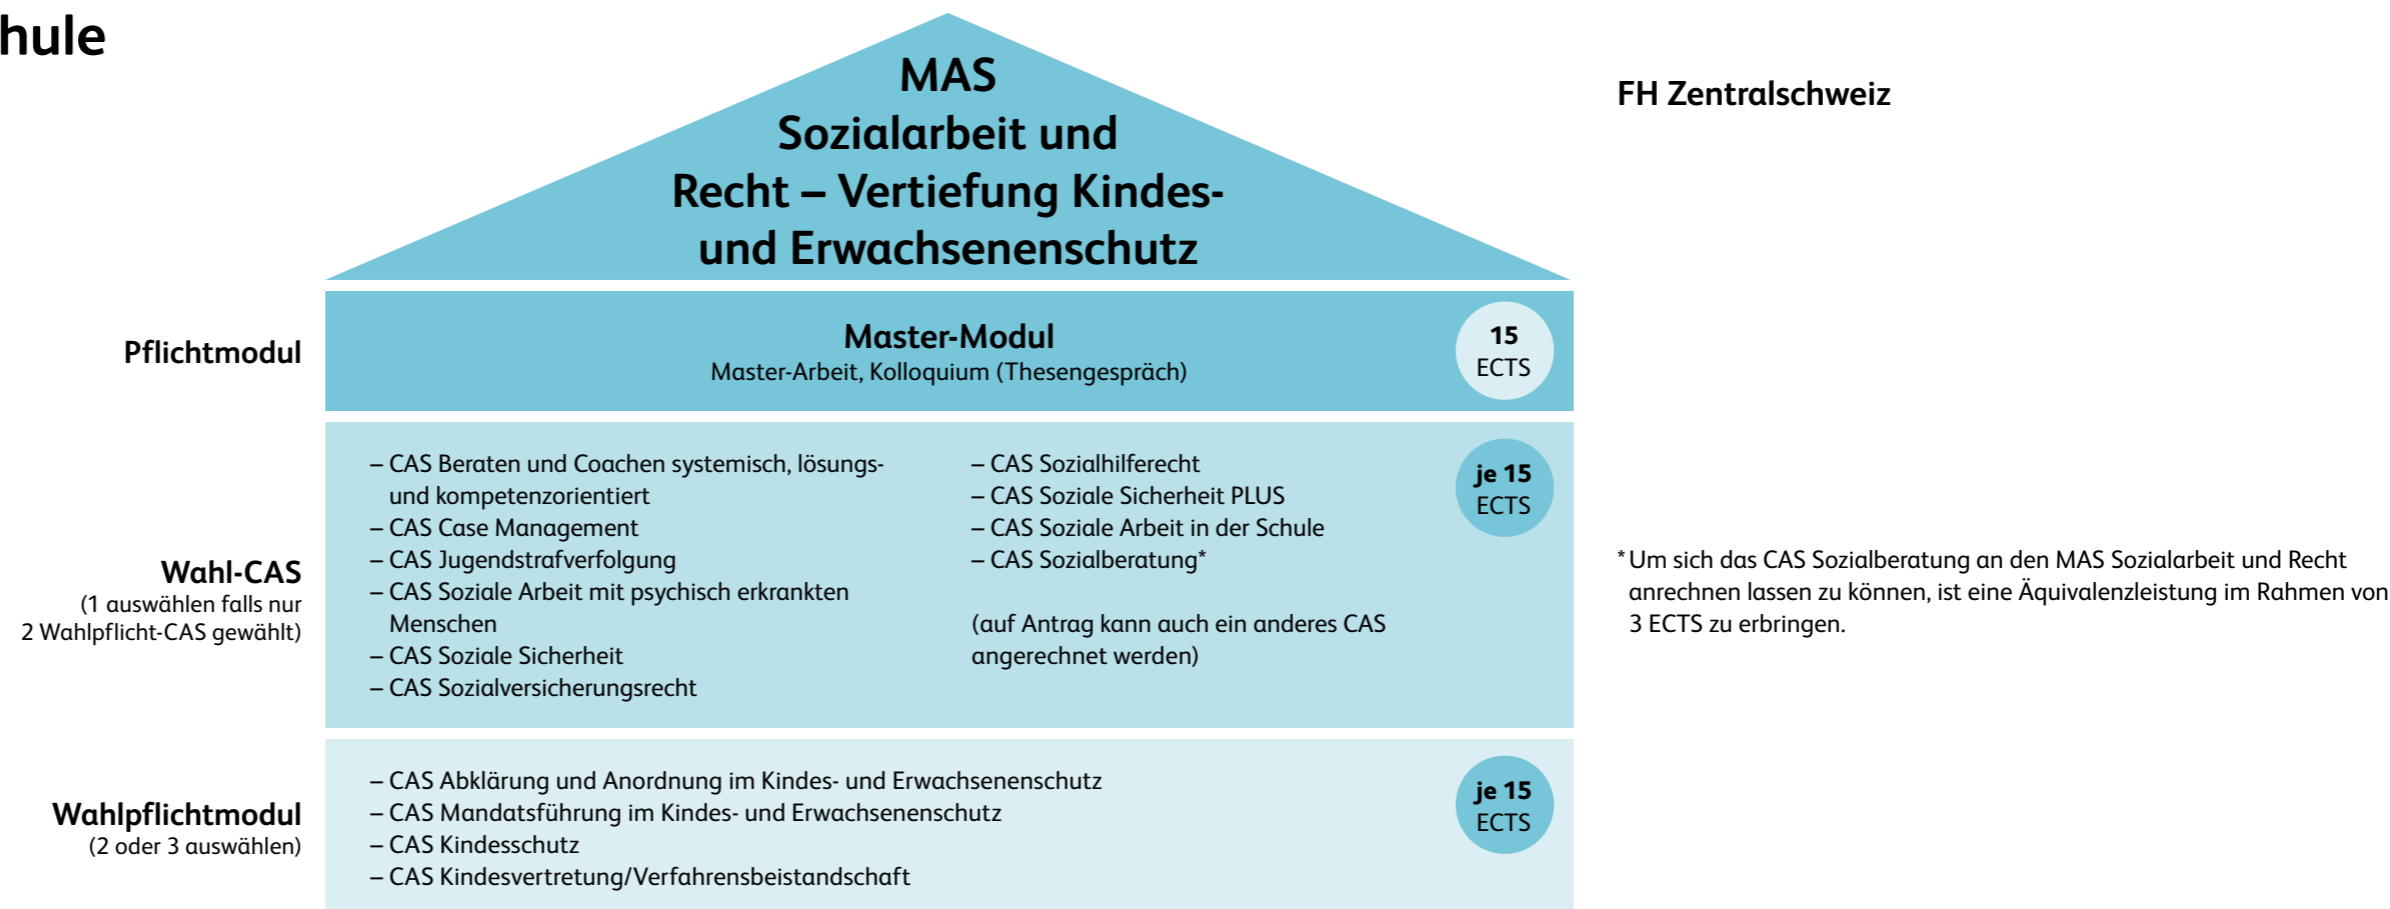 hule
MAS
Sozialarbeit und
Recht – Vertiefung Kindes-
und Erwachsenenschutz
FH Zentralschweiz
Pflichtmodul
Master-Modul
Master-Arbeit, Kolloquium (Thesengespräch)
15
ECTS
Wahl-CAS
(1 auswählen falls nur
2 Wahlpflicht-CAS gewählt)
– CAS Beraten und Coachen systemisch, lösungs-
und kompetenzorientiert
– CAS Case Management
– CAS Jugendstrafverfolgung
– CAS Soziale Arbeit mit psychisch erkrankten
Menschen
– CAS Soziale Sicherheit
– CAS Sozialversicherungsrecht
– CAS Sozialhilferecht
– CAS Soziale Sicherheit PLUS
– CAS Soziale Arbeit in der Schule
– CAS Sozialberatung*
(auf Antrag kann auch ein anderes CAS
angerechnet werden)
je 15
ECTS
* Um sich das CAS Sozialberatung an den MAS Sozialarbeit und Recht
anrechnen lassen zu können, ist eine Äquivalenzleistung im Rahmen von
3 ECTS zu erbringen.
Wahlpflichtmodul
(2 oder 3 auswählen)
– CAS Abklärung und Anordnung im Kindes- und Erwachsenenschutz
– CAS Mandatsführung im Kindes- und Erwachsenenschutz
– CAS Kindesschutz
– CAS Kindesvertretung/Verfahrensbeistandschaft
je 15
ECTS